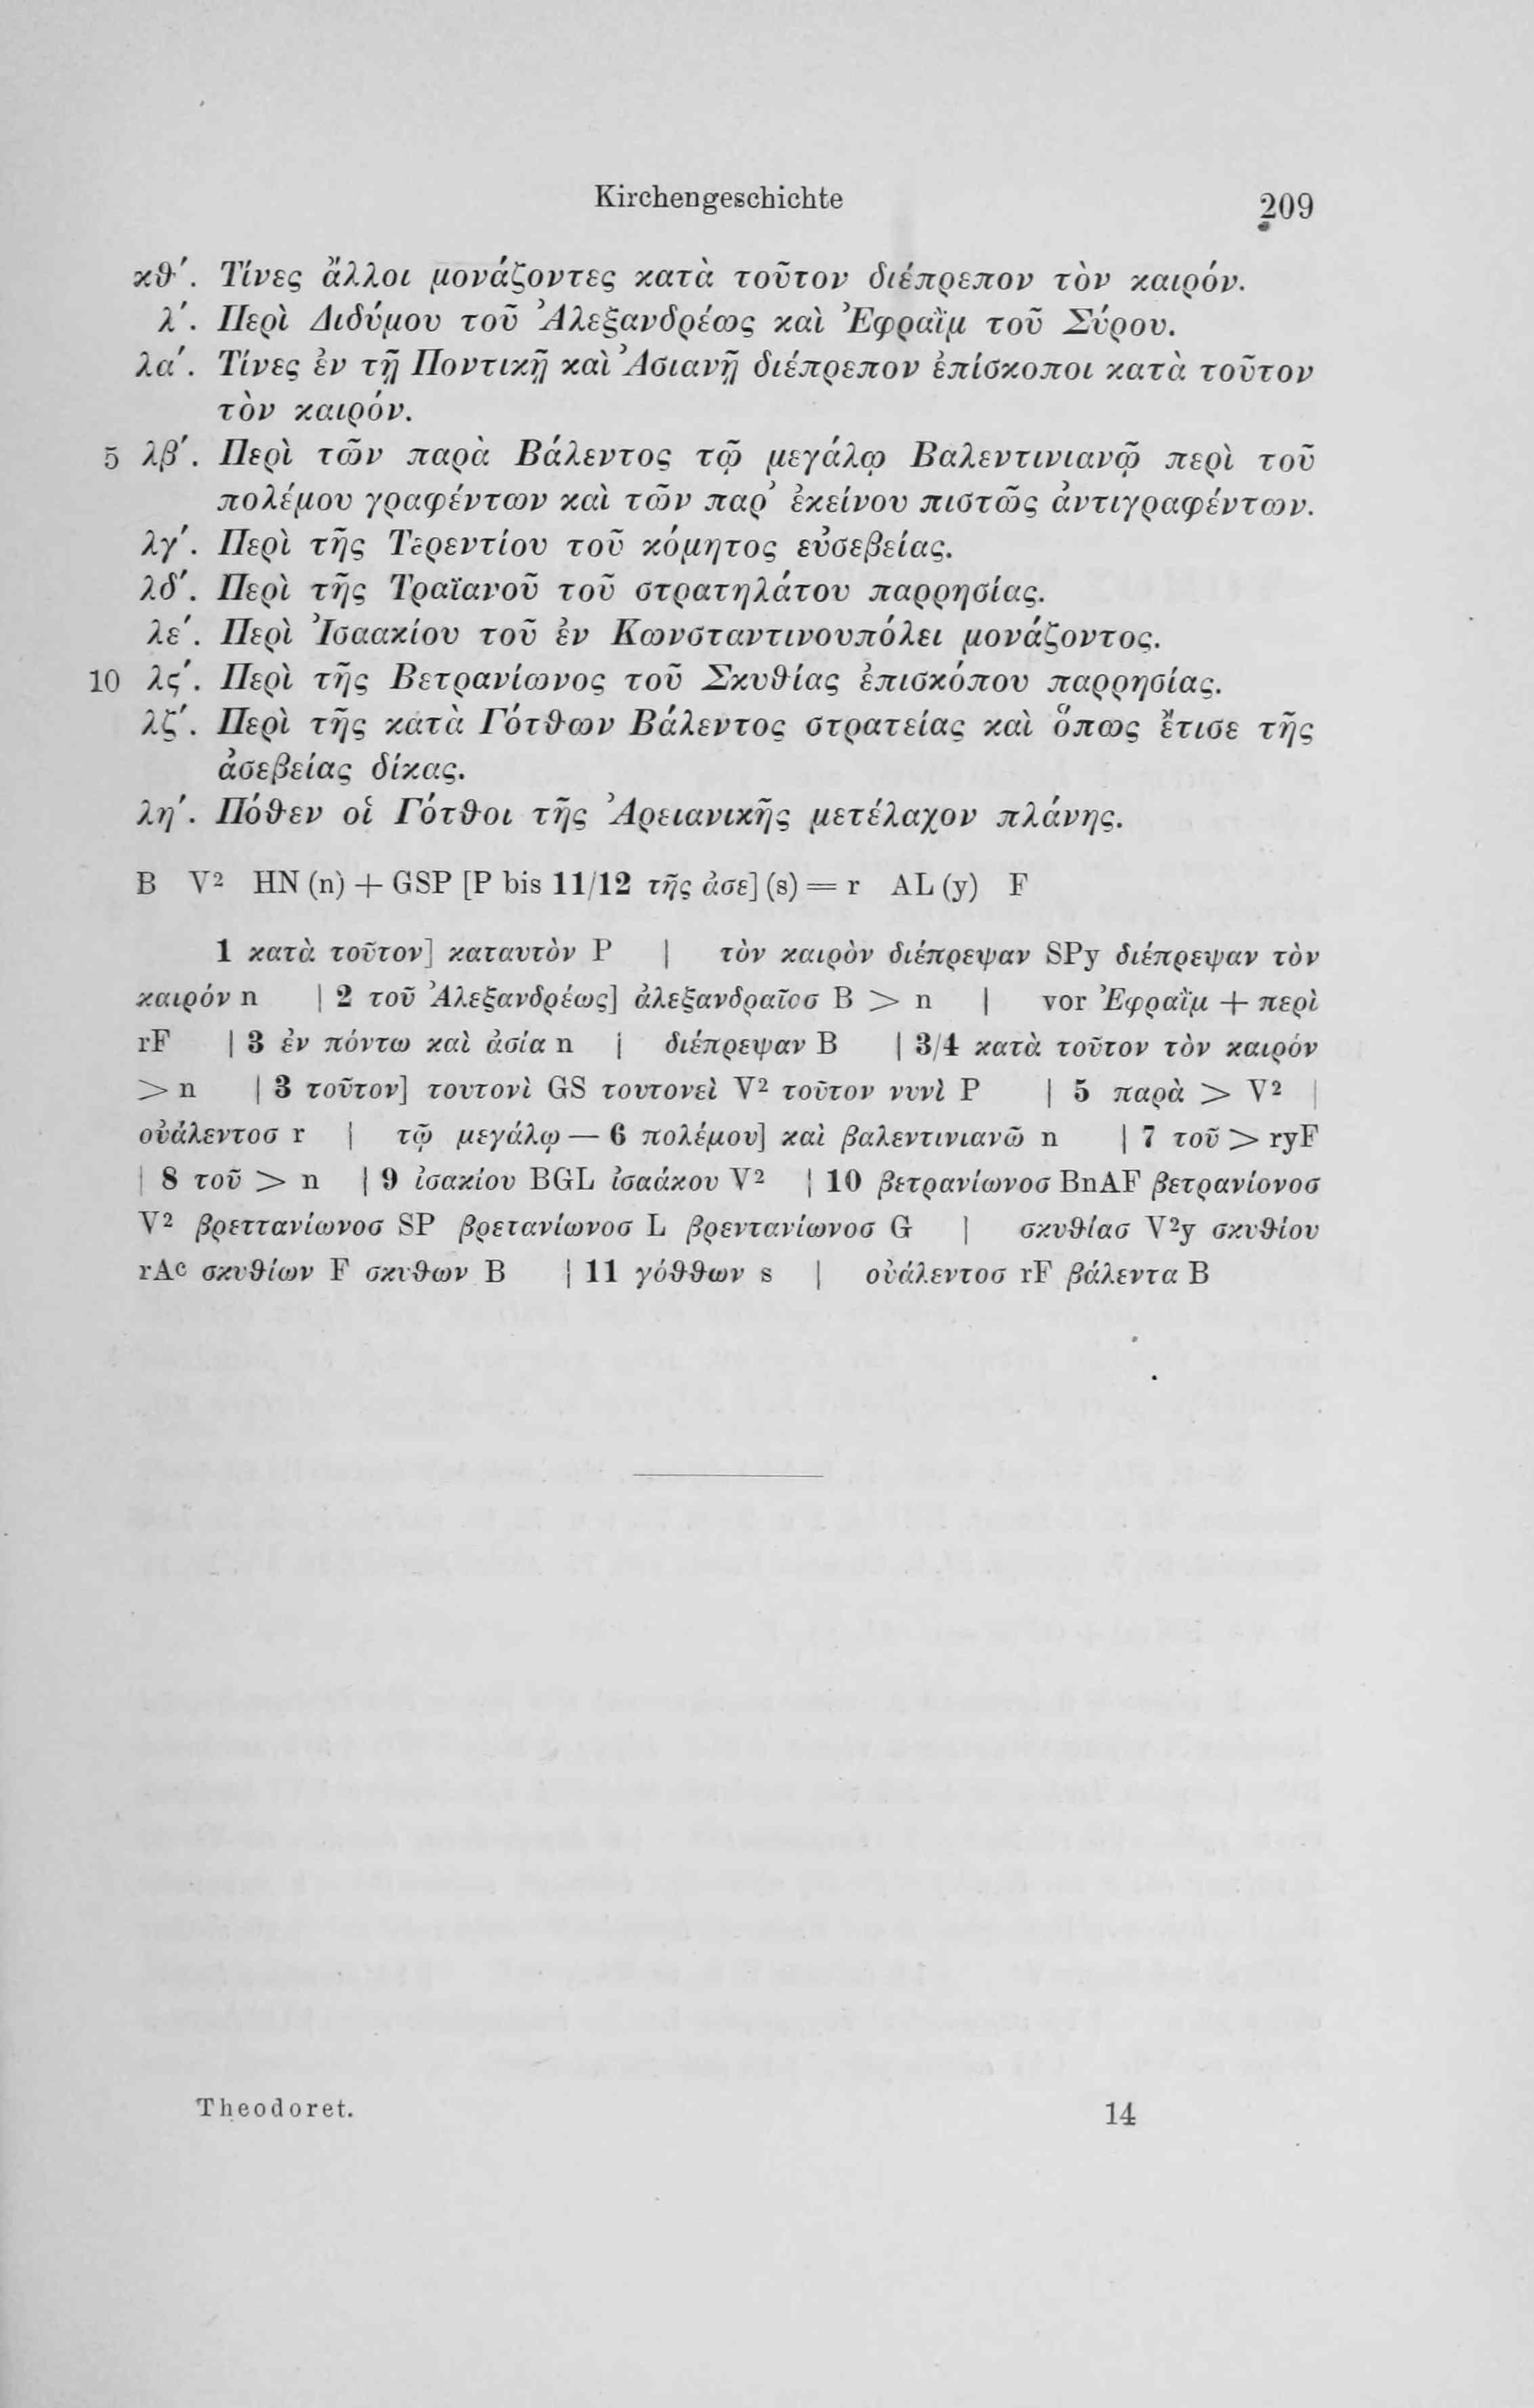 Kirchengeschichte 209
κθ′. Τίνες ἄλλοι μονάζοντες κατὰ τοῦτον διέπρεπον τὸν καιρόν.
λ′. Περὶ Διδύμου τοῦ Ἀλεξανδρέως καὶ Ἐφραῒμ τοῦ Σύρου.
λα′. Τίνες ἐν τῇ Ποντικῇ καὶ Ἀσιανῇ διέπρεπον ἐπίσκοποι κατὰ τοῦτον
τὸν καιρόν.
5 λβ′. Περὶ τῶν παρὰ Βάλεντος τῷ μεγάλῳ Βαλεντινιανῷ περὶ τοῦ
πολέμου γραφέντων καὶ τῶν παρ᾽ ἐκείνου πιστῶς ἀντιγραφέντων.
λγ′. Περὶ τῆς Τερεντίου τοῦ κόμητος εὐσεβείας.
λδ′. Περὶ τῆς Τραϊανοῦ τοῦ στρατηλάτου παρρησίας.
λε′. Περὶ Ἰσαακίου τοῦ ἐν Κωνσταντινουπόλει μονάζοντος.
10 λς′. Περὶ τῆς Βετρανίωνος τοῦ Σκυθίας ἐπισκόπου παρρησίας.
λζ′. Περὶ τῆς κατὰ Γότθων Βάλεντος στρατείας καὶ ὅπως ἔτισε τῆς
ἀσεβείας δίκας.
λη′. Πόθεν οἱ Γότθοι τῆς Ἀρειανικῆς μετέλαχον πλάνης.
B V² HN (n) + GSP [P bis 11/12 τῆς ἀσε] (s) = r AL (y) F
1 κατὰ τοῦτον] καταυτὸν P | τὸν καιρὸν διέπρεψαν SPy διέπρεψαν τὸν
καιρόν n | 2 τοῦ Ἀλεξανδρέως] ἀλεξανδραῖοσ B > n | vor Ἐφραῒμ + περὶ
rF | 3 ἐν πόντω καὶ ἀσία n | διέπρεψαν B | 3/4 κατὰ τοῦτον τὸν καιρόν
> n | 3 τοῦτον] τουτονὶ GS τουτονεὶ V² τοῦτον νυνὶ P | 5 παρὰ > V² |
οὐάλεντοσ r | τῷ μεγάλῳ — 6 πολέμου] καὶ βαλεντινιανῶ n | 7 τοῦ > ryF
| 8 τοῦ > n | 9 ἰσακίου BGL ἰσαάκου V² | 10 βετρανίωνοσ BnAF βετρανίονοσ
V² βρεττανίωνοσ SP βρετανίωνοσ L βρεντανίωνοσ G | σκυθίασ V²y σκυθίου
rAᶜ σκυθίων F σκυθων B | 11 γόθθων s | οὐάλεντοσ rF βάλεντα B
Theodoret. 14